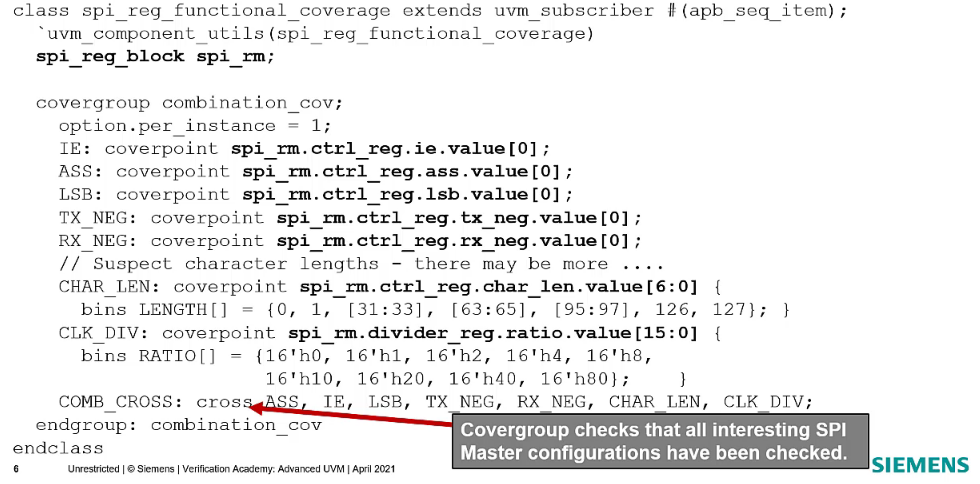 class spi_reg_functional_coverage extends uvm_subscriber #(apb_seq_item);
`uvm_component_utils(spi_reg_functional_coverage)
spi_reg_block spi_rm;
covergroup combination_cov;
option.per_instance = 1;
IE: coverpoint spi_rm.ctrl_reg.ie.value[0];
ASS: coverpoint spi_rm.ctrl_reg.ass.value[0];
LSB: coverpoint spi_rm.ctrl_reg.lsb.value[0];
TX_NEG: coverpoint spi_rm.ctrl_reg.tx_neg.value[0];
RX_NEG: coverpoint spi_rm.ctrl_reg.rx_neg.value[0];
// Suspect character lengths - there may be more ....
CHAR_LEN: coverpoint spi_rm.ctrl_reg.char_len.value[6:0] {
bins LENGTH[] = {0, 1, [31:33], [63:65], [95:97], 126, 127}; }
CLK_DIV: coverpoint spi_rm.divider_reg.ratio.value[15:0] {
bins RATIO[] = {16'h0, 16'h1, 16'h2, 16'h4, 16'h8,
16'h10, 16'h20, 16'h40, 16'h80}; }
COMB_CROSS: cross ASS, IE, LSB, TX_NEG, RX_NEG, CHAR_LEN, CLK_DIV;
endgroup: combination_cov
endclass
Covergroup checks that all interesting SPI
Master configurations have been checked.
6 Unrestricted | © Siemens | Verification Academy: Advanced UVM | April 2021
SIEMENS